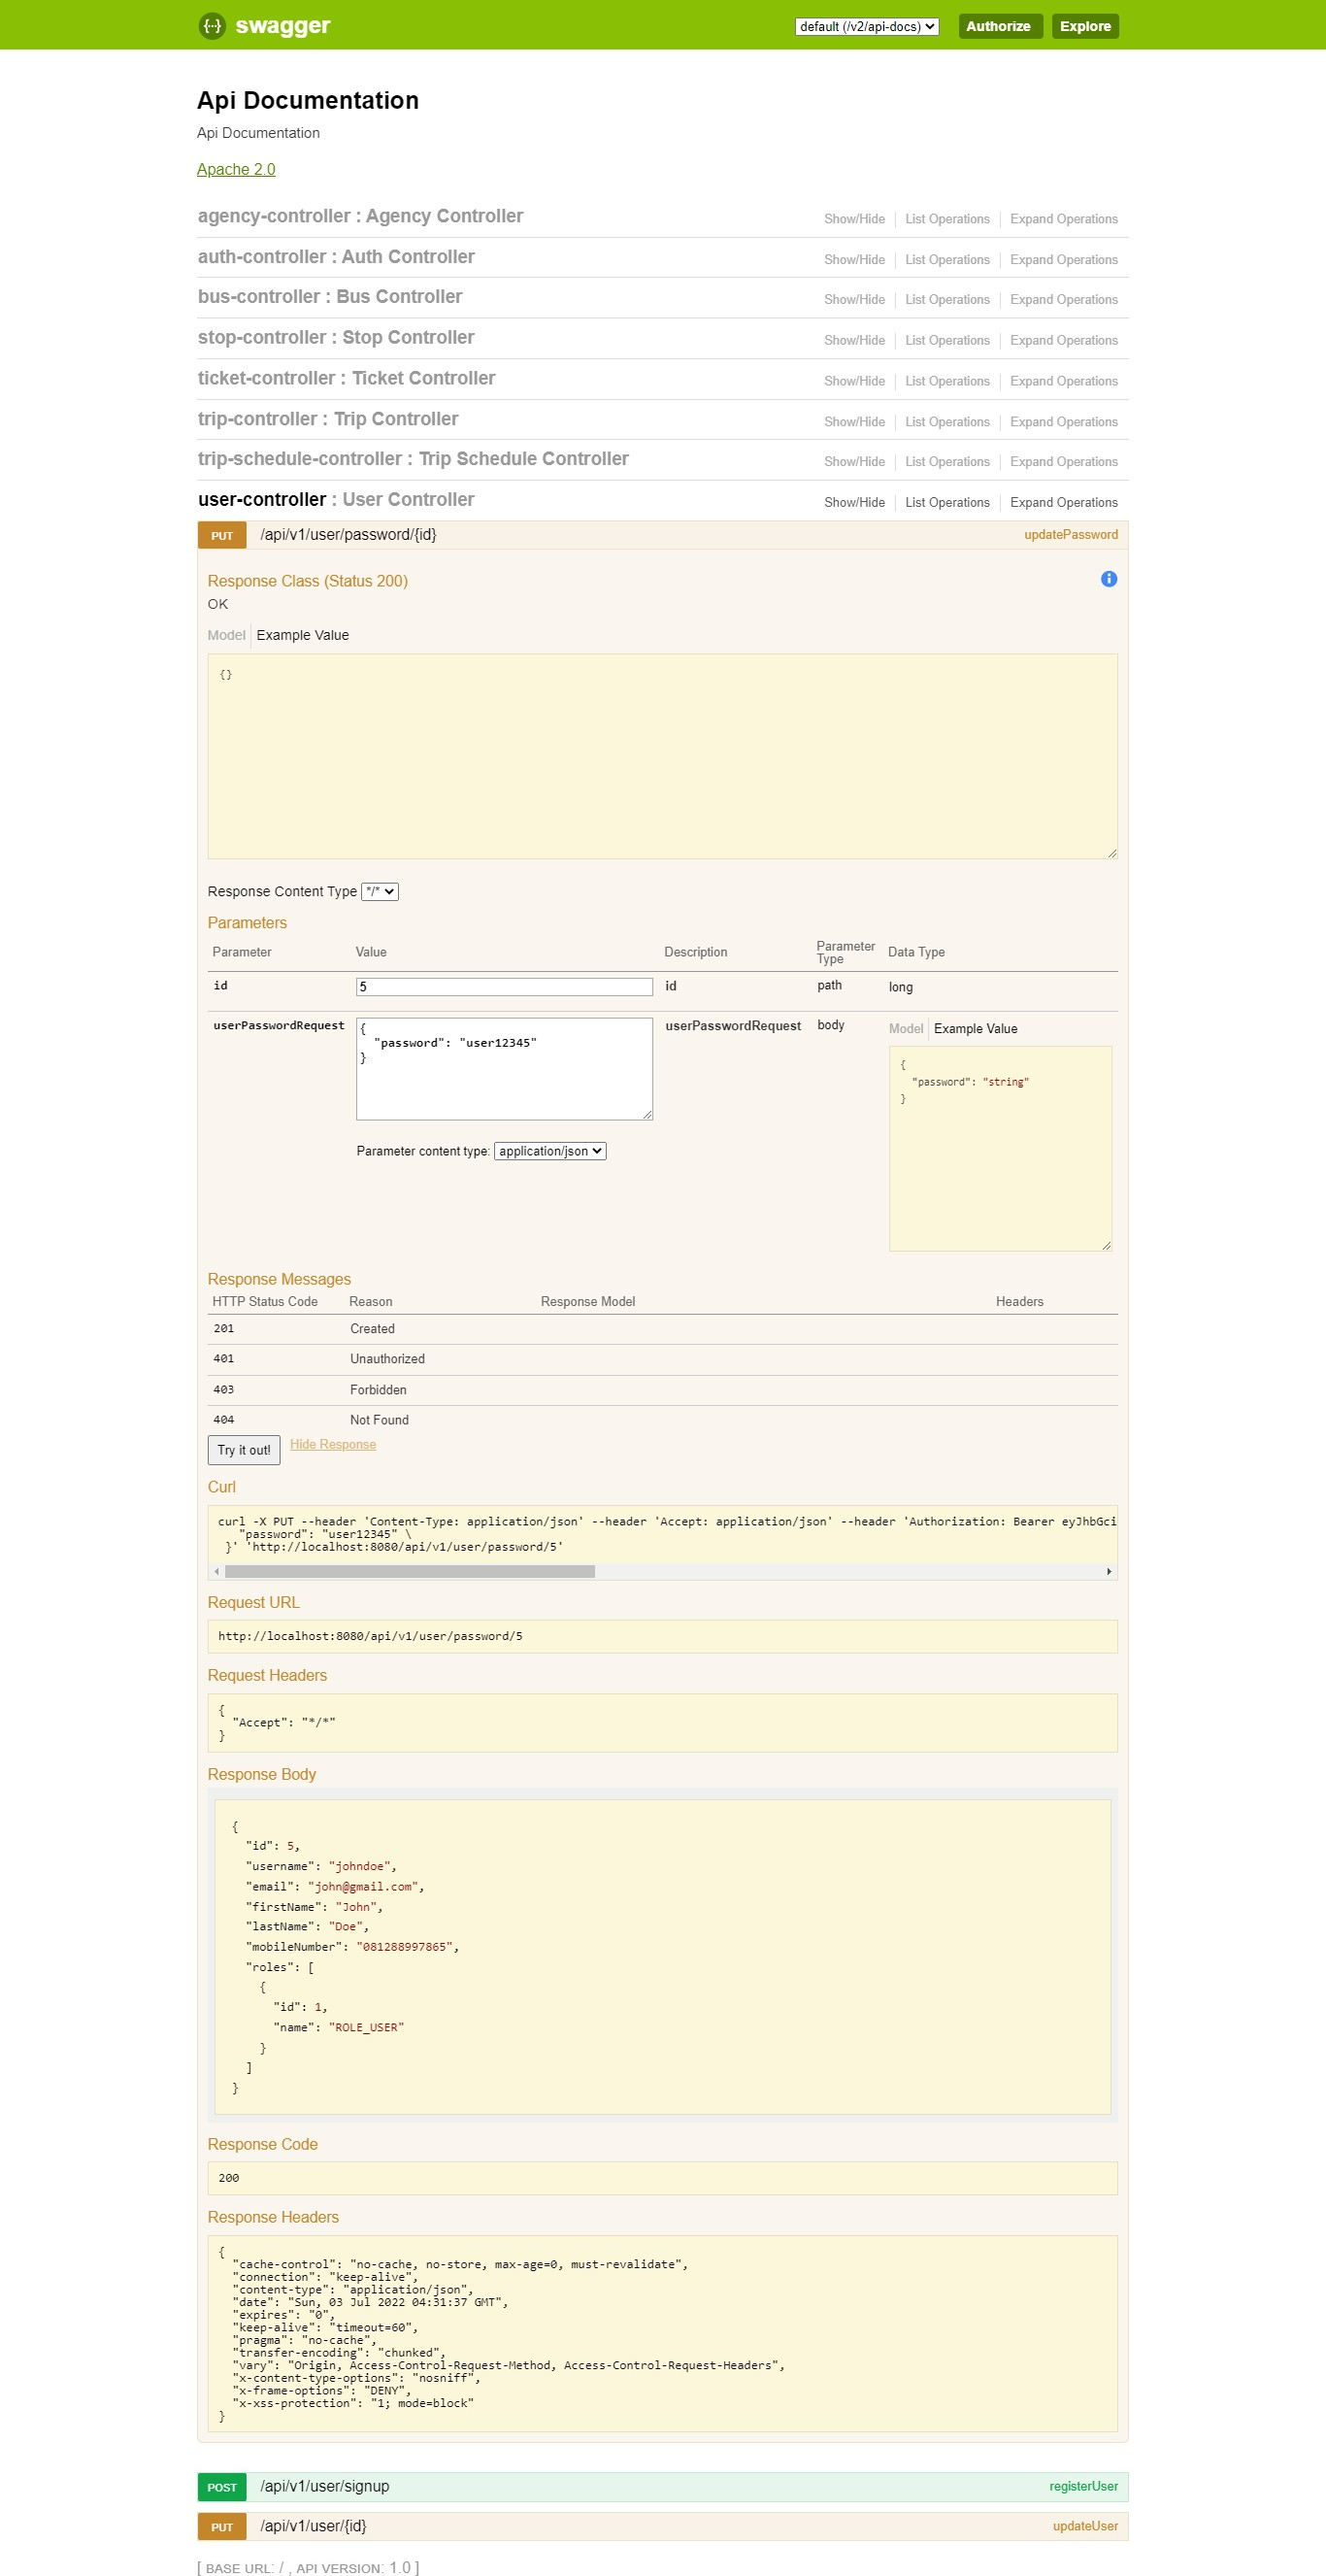 swagger default (/v2/api-docs) Authorize Explore
Api Documentation
Api Documentation
Apache 2.0
agency-controller : Agency Controller Show/Hide List Operations Expand Operations
auth-controller : Auth Controller Show/Hide List Operations Expand Operations
bus-controller : Bus Controller Show/Hide List Operations Expand Operations
stop-controller : Stop Controller Show/Hide List Operations Expand Operations
ticket-controller : Ticket Controller Show/Hide List Operations Expand Operations
trip-controller : Trip Controller Show/Hide List Operations Expand Operations
trip-schedule-controller : Trip Schedule Controller Show/Hide List Operations Expand Operations
user-controller : User Controller Show/Hide List Operations Expand Operations
PUT /api/v1/user/password/{id} updatePassword
Response Class (Status 200)
OK
Model Example Value
{}
Response Content Type */*
Parameters
Parameter Value Description Parameter Type Data Type
id 5 id path long
userPasswordRequest { userPasswordRequest body Model Example Value
"password": "user12345"
}
{
"password": "string"
}
Parameter content type: application/json
Response Messages
HTTP Status Code Reason Response Model Headers
201 Created
401 Unauthorized
403 Forbidden
404 Not Found
Try it out! Hide Response
Curl
curl -X PUT --header 'Content-Type: application/json' --header 'Accept: application/json' --header 'Authorization: Bearer eyJhbGci
"password": "user12345" \
}' 'http://localhost:8080/api/v1/user/password/5'
Request URL
http://localhost:8080/api/v1/user/password/5
Request Headers
{
"Accept": "*/*"
}
Response Body
{
"id": 5,
"username": "johndoe",
"email": "john@gmail.com",
"firstName": "John",
"lastName": "Doe",
"mobileNumber": "081288997865",
"roles": [
{
"id": 1,
"name": "ROLE_USER"
}
]
}
Response Code
200
Response Headers
{
"cache-control": "no-cache, no-store, max-age=0, must-revalidate",
"connection": "keep-alive",
"content-type": "application/json",
"date": "Sun, 03 Jul 2022 04:31:37 GMT",
"expires": "0",
"keep-alive": "timeout=60",
"pragma": "no-cache",
"transfer-encoding": "chunked",
"vary": "Origin, Access-Control-Request-Method, Access-Control-Request-Headers",
"x-content-type-options": "nosniff",
"x-frame-options": "DENY",
"x-xss-protection": "1; mode=block"
}
POST /api/v1/user/signup registerUser
PUT /api/v1/user/{id} updateUser
[ BASE URL: / , API VERSION: 1.0 ]